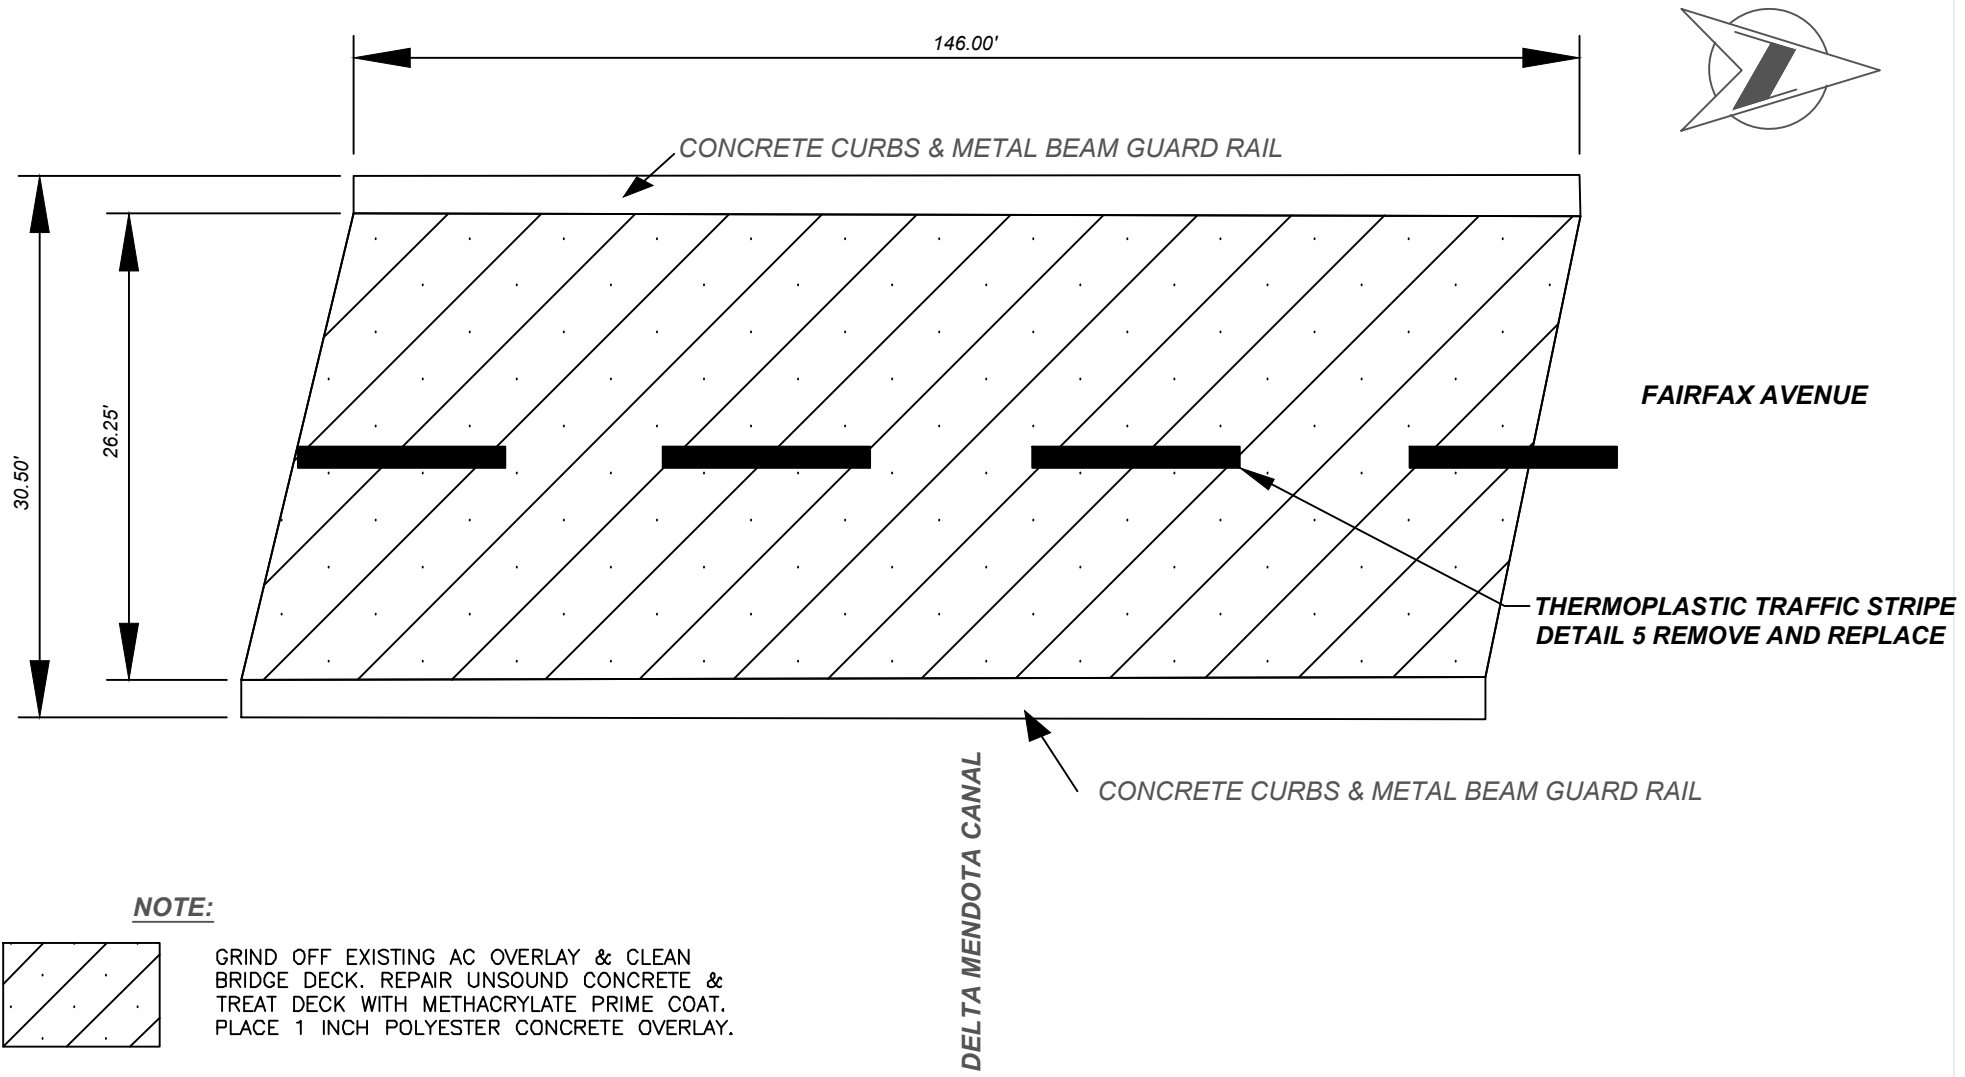 146.00'
CONCRETE CURBS & METAL BEAM GUARD RAIL
30.50'
26.25'
FAIRFAX AVENUE
THERMOPLASTIC TRAFFIC STRIPE
DETAIL 5 REMOVE AND REPLACE
CONCRETE CURBS & METAL BEAM GUARD RAIL
DELTA MENDOTA CANAL
NOTE:
GRIND OFF EXISTING AC OVERLAY & CLEAN
BRIDGE DECK. REPAIR UNSOUND CONCRETE &
TREAT DECK WITH METHACRYLATE PRIME COAT.
PLACE 1 INCH POLYESTER CONCRETE OVERLAY.